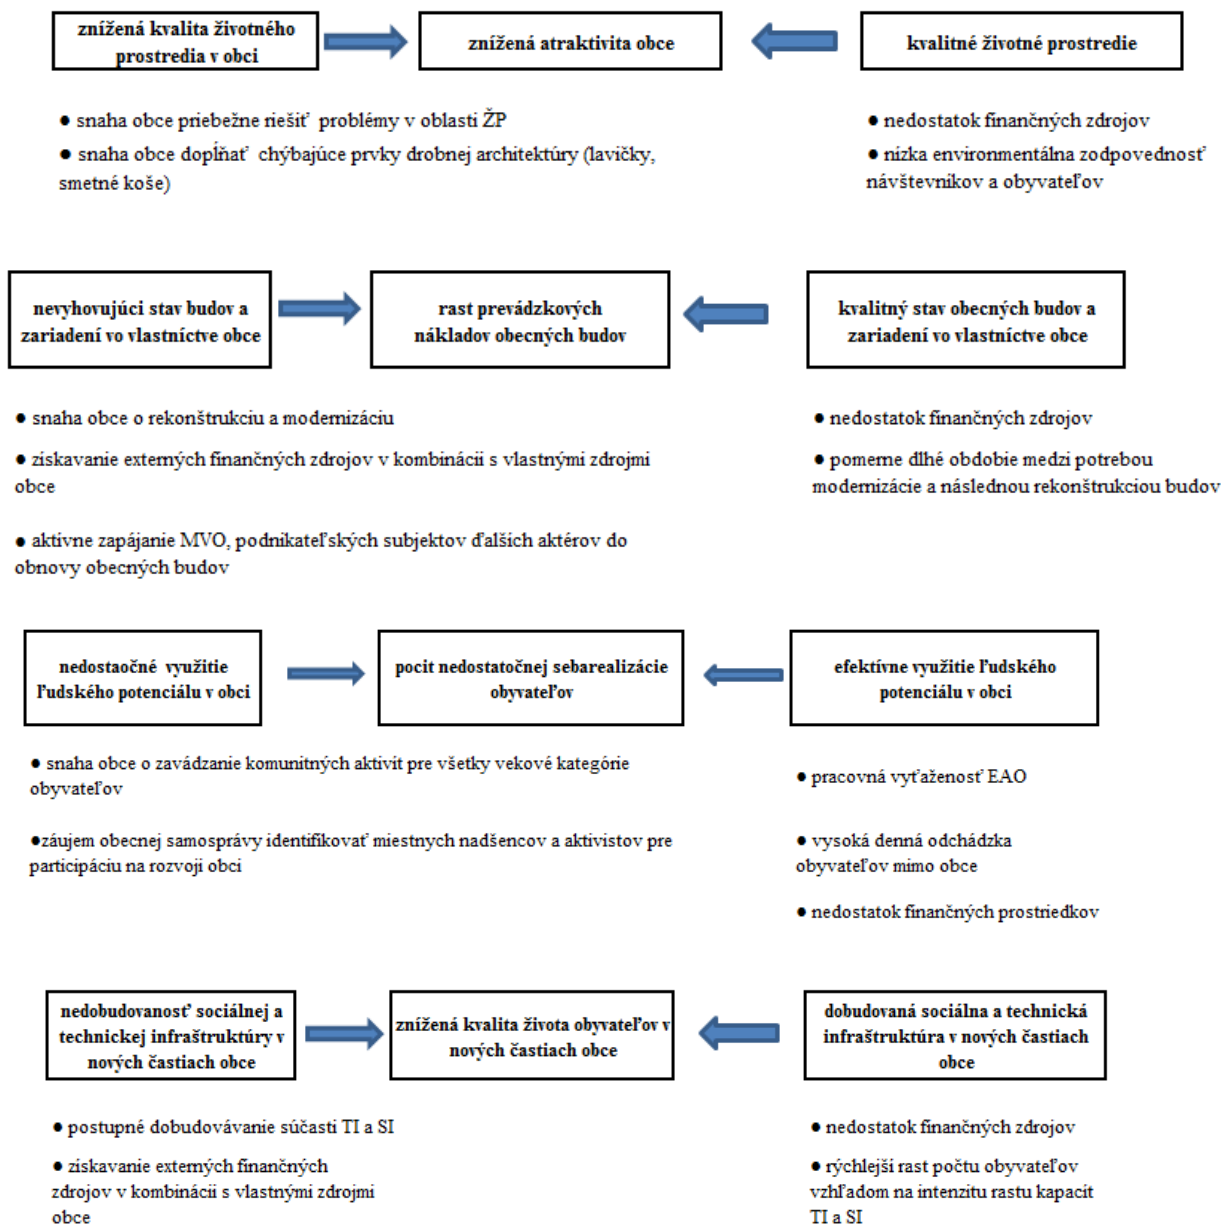 znížená kvalita životného
prostredia v obci
znížená atraktivita obce
kvalitné životné prostredie
● snaha obce priebežne riešiť problémy v oblasti ŽP
● snaha obce dopĺňať chýbajúce prvky drobnej architektúry (lavičky,
smetné koše)
● nedostatok finančných zdrojov
● nízka environmentálna zodpovednosť
návštevníkov a obyvateľov
nevyhovujúci stav budov a
zariadení vo vlastníctve obce
rast prevádzkových
nákladov obecných budov
kvalitný stav obecných budov a
zariadení vo vlastníctve obce
● snaha obce o rekonštrukciu a modernizáciu
● získavanie externých finančných zdrojov v kombinácii s vlastnými zdrojmi
obce
● aktívne zapájanie MVO, podnikateľských subjektov ďalších aktérov do
obnovy obecných budov
● nedostatok finančných zdrojov
● pomerne dlhé obdobie medzi potrebou
modernizácie a následnou rekonštrukciou budov
nedostaočné využitie
ľudského potenciálu v obci
pocit nedostatočnej sebarealizácie
obyvateľov
efektívne využitie ľudského
potenciálu v obci
● snaha obce o zavádzanie komunitných aktivít pre všetky vekové kategórie
obyvateľov
●záujem obecnej samosprávy identifikovať miestnych nadšencov a aktivistov pre
participáciu na rozvoji obci
● pracovná vyťaženosť EAO
● vysoká denná odchádzka
obyvateľov mimo obce
● nedostatok finančných prostriedkov
nedobudovanosť sociálnej a
technickej infraštruktúry v
nových častiach obce
znížená kvalita života obyvateľov v
nových častiach obce
dobudovaná sociálna a technická
infraštruktúra v nových častiach
obce
● postupné dobudovávanie súčasti TI a SI
● získavanie externých finančných
zdrojov v kombinácii s vlastnými zdrojmi
obce
● nedostatok finančných zdrojov
● rýchlejší rast počtu obyvateľov
vzhľadom na intenzitu rastu kapacít
TI a SI